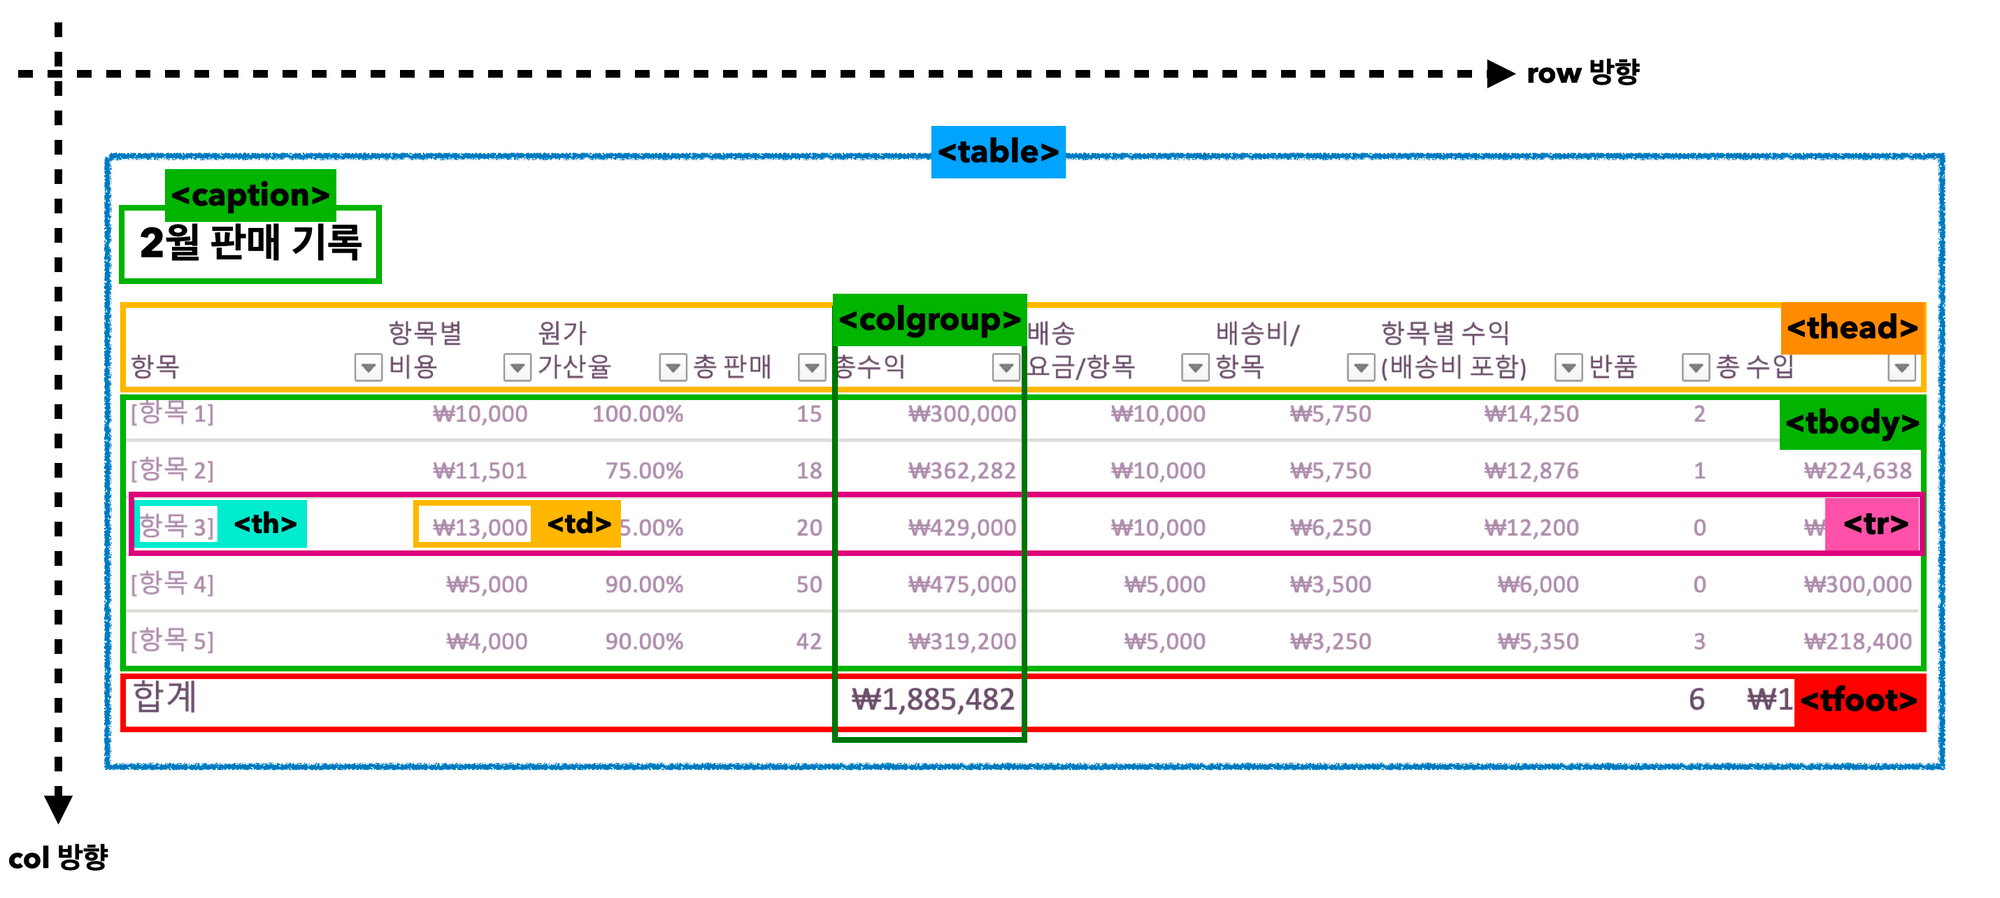 row 방향
<table>
<caption>
2월 판매 기록
<colgroup>
<thead>
항목별 원가 배송 배송비/ 항목별 수익
항목 비용 가산율 총 판매 총수익 요금/항목 항목 (배송비 포함) 반품 총 수입
<tbody>
[항목 1] ₩10,000 100.00% 15 ₩300,000 ₩10,000 ₩5,750 ₩14,250 2
[항목 2] ₩11,501 75.00% 18 ₩362,282 ₩10,000 ₩5,750 ₩12,876 1 ₩224,638
항목 3] <th> ₩13,000 <td> 5.00% 20 ₩429,000 ₩10,000 ₩6,250 ₩12,200 0 ₩ <tr>
[항목 4] ₩5,000 90.00% 50 ₩475,000 ₩5,000 ₩3,500 ₩6,000 0 ₩300,000
[항목 5] ₩4,000 90.00% 42 ₩319,200 ₩5,000 ₩3,250 ₩5,350 3 ₩218,400
합계 ₩1,885,482 6 ₩1 <tfoot>
col 방향